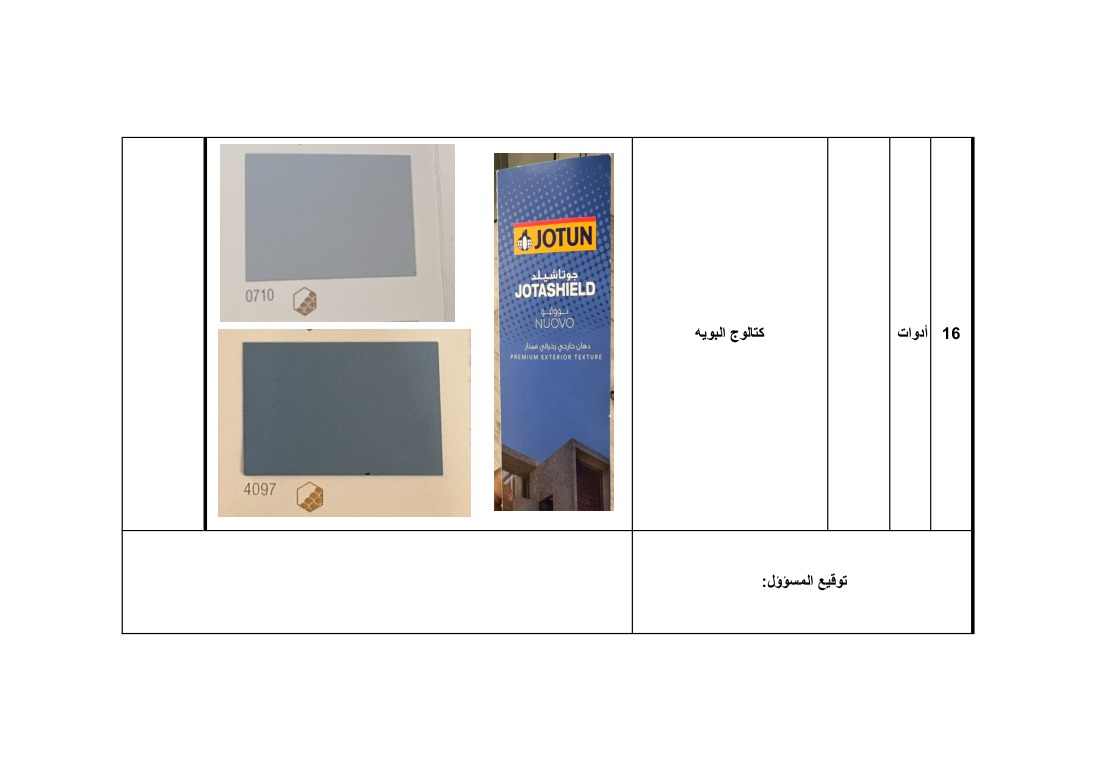 16
أدوات
كتالوج البويه
JOTUN
جوتاشيلد
JOTASHIELD
نووفو
NUOVO
دهان خارجي زخرفي ممتاز
PREMIUM EXTERIOR TEXTURE
0710
4097
توقيع المسؤوؤل: